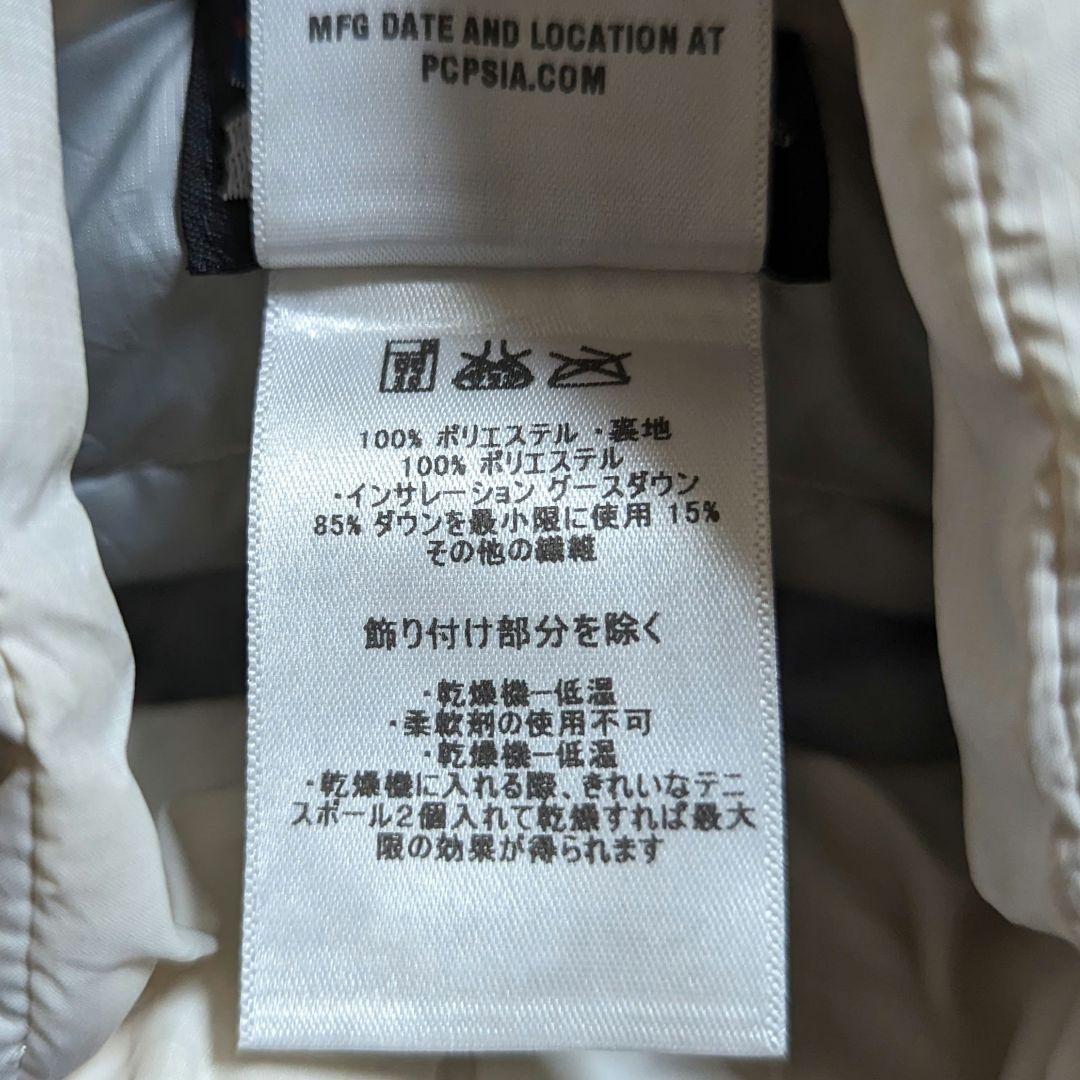 MFG DATE AND LOCATION AT
PCPSIA.COM
100% ポリエステル ・裏地
100% ポリエステル
・インサレーション グースダウン
85% ダウンを最小限に使用 15%
その他の繊維
飾り付け部分を除く
・乾燥機ー低温
・柔軟剤の使用不可
・乾燥機ー低温
・乾燥機に入れる際、きれいなテニ
スボール2個入れて乾燥すれば最大
限の効果が得られます